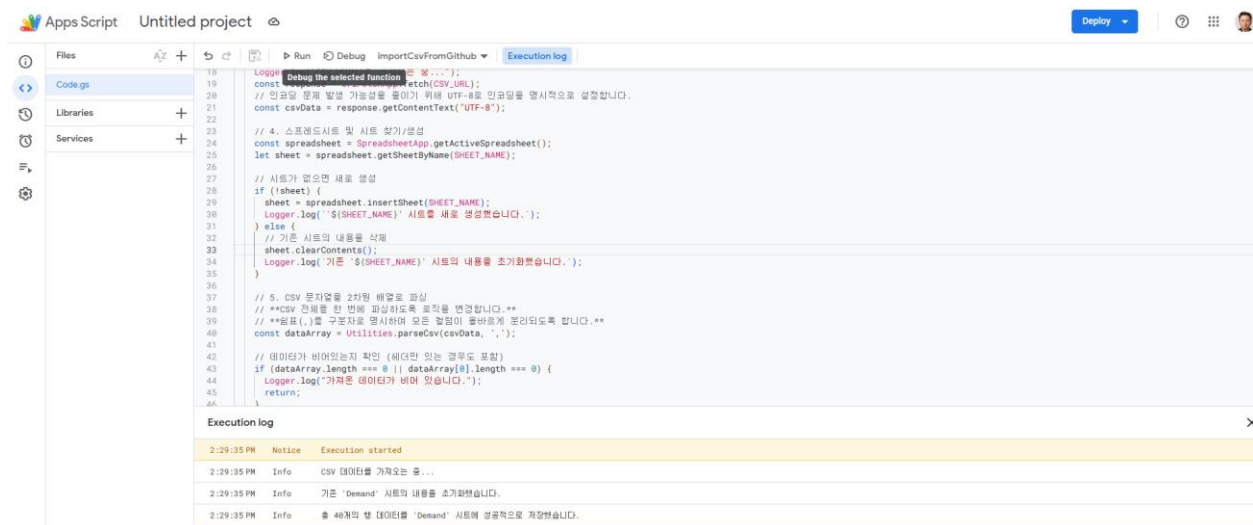 Apps Script
Untitled project
Deploy
Files
AZ
Run
Debug
importCsvFromGithub
Execution log
Code.gs
Libraries
Services
Debug the selected function
18 Logger
19 const fetch(CSV_URL);
20 // 인코딩 문제 발생 가능성을 줄이기 위해 UTF-8로 인코딩을 명시적으로 설정합니다.
21 const csvData = response.getContentText("UTF-8");
22
23 // 4. 스프레드시트 및 시트 찾기/생성
24 const spreadsheet = SpreadsheetApp.getActiveSpreadsheet();
25 let sheet = spreadsheet.getSheetByName(SHEET_NAME);
26
27 // 시트가 없으면 새로 생성
28 if (!sheet) {
29 sheet = spreadsheet.insertSheet(SHEET_NAME);
30 Logger.log(`'${SHEET_NAME}' 시트를 새로 생성했습니다.`);
31 } else {
32 // 기존 시트의 내용을 삭제
33 sheet.clearContents();
34 Logger.log(`기존 '${SHEET_NAME}' 시트의 내용을 초기화했습니다.`);
35 }
36
37 // 5. CSV 문자열을 2차원 배열로 파싱
38 // **CSV 전체를 한 번에 파싱하도록 로직을 변경합니다.**
39 // **쉼표(,)를 구분자로 명시하여 모든 컬럼이 올바르게 분리되도록 합니다.**
40 const dataArray = Utilities.parseCsv(csvData, ',');
41
42 // 데이터가 비어있는지 확인 (헤더만 있는 경우도 포함)
43 if (dataArray.length === 0 || dataArray[0].length === 0) {
44 Logger.log("가져온 데이터가 비어 있습니다.");
45 return;
46 }
Execution log
2:29:35 PM Notice Execution started
2:29:35 PM Info CSV 데이터를 가져오는 중...
2:29:35 PM Info 기존 'Demand' 시트의 내용을 초기화했습니다.
2:29:35 PM Info 총 40개의 행 데이터를 'Demand' 시트에 성공적으로 저장했습니다.